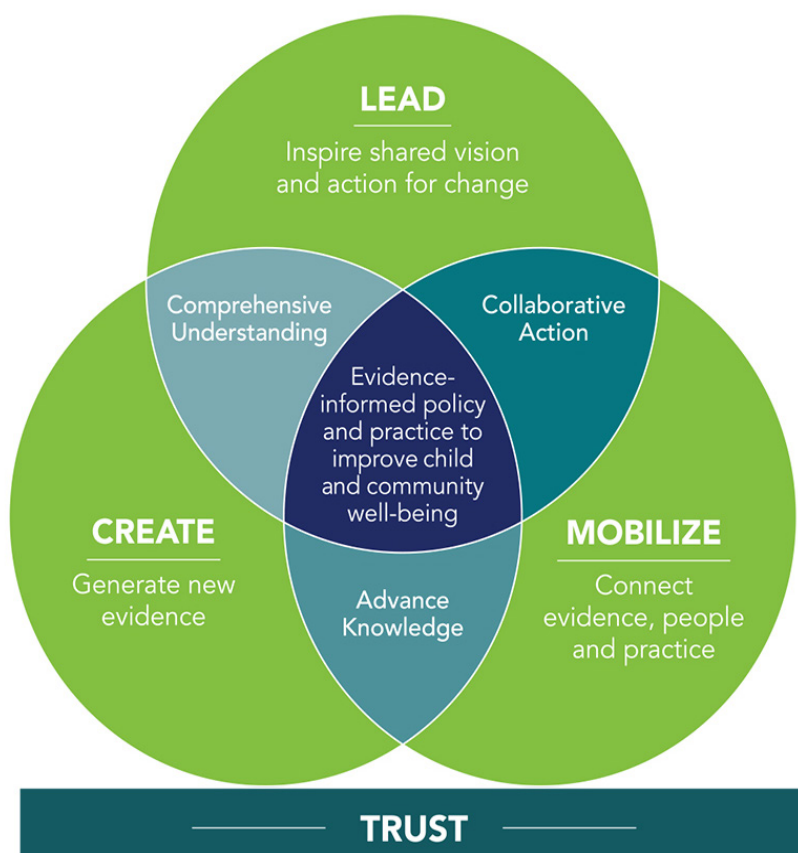 LEAD
Inspire shared vision
and action for change
Comprehensive
Understanding
Collaborative
Action
Evidence-
informed policy
and practice to
improve child
and community
well-being
CREATE
Generate new
evidence
MOBILIZE
Connect
evidence, people
and practice
Advance
Knowledge
TRUST